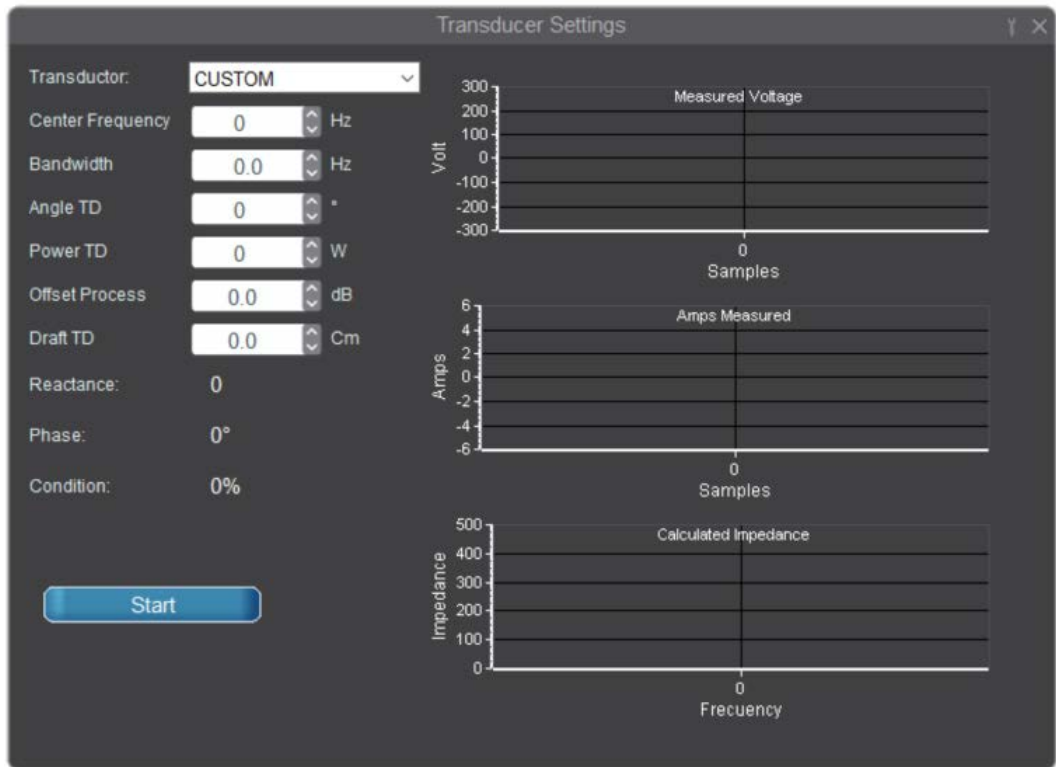 Transducer Settings
Transductor: CUSTOM
Center Frequency 0 Hz
Bandwidth 0.0 Hz
Angle TD 0 °
Power TD 0 W
Offset Process 0.0 dB
Draft TD 0.0 Cm
Reactance: 0
Phase: 0°
Condition: 0%
Start
Measured Voltage
Volt
300
200
100
0
-100
-200
-300
0
Samples
Amps Measured
Amps
6
4
2
0
-2
-4
-6
0
Samples
Calculated Impedance
Impedance
500
400
300
200
100
0
0
Frecuency